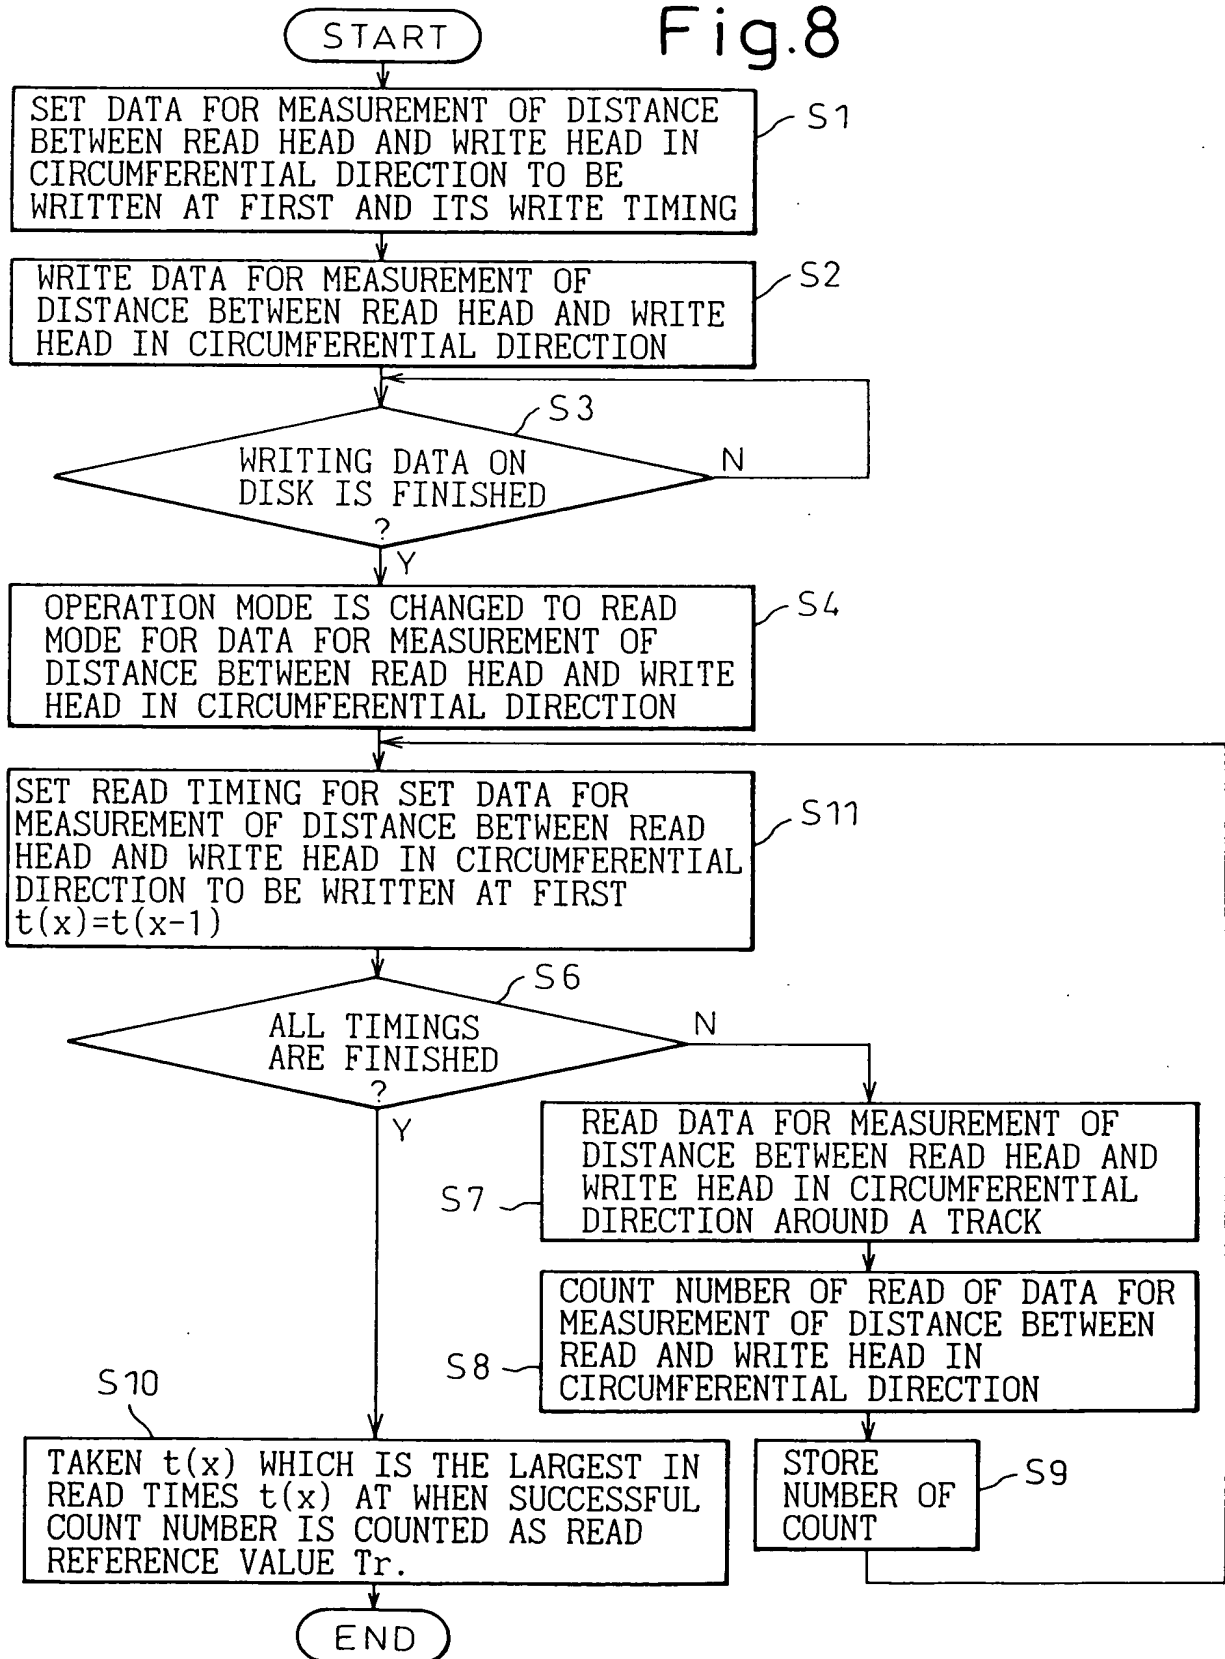 Fig.8
START
SET DATA FOR MEASUREMENT OF DISTANCE
BETWEEN READ HEAD AND WRITE HEAD IN
CIRCUMFERENTIAL DIRECTION TO BE
WRITTEN AT FIRST AND ITS WRITE TIMING
S1
WRITE DATA FOR MEASUREMENT OF
DISTANCE BETWEEN READ HEAD AND WRITE
HEAD IN CIRCUMFERENTIAL DIRECTION
S2
S3
WRITING DATA ON
DISK IS FINISHED
?
N
Y
OPERATION MODE IS CHANGED TO READ
MODE FOR DATA FOR MEASUREMENT OF
DISTANCE BETWEEN READ HEAD AND WRITE
HEAD IN CIRCUMFERENTIAL DIRECTION
S4
SET READ TIMING FOR SET DATA FOR
MEASUREMENT OF DISTANCE BETWEEN READ
HEAD AND WRITE HEAD IN CIRCUMFERENTIAL
DIRECTION TO BE WRITTEN AT FIRST
t(x)=t(x-1)
S11
S6
ALL TIMINGS
ARE FINISHED
?
N
Y
READ DATA FOR MEASUREMENT OF
DISTANCE BETWEEN READ HEAD AND
WRITE HEAD IN CIRCUMFERENTIAL
DIRECTION AROUND A TRACK
S7
COUNT NUMBER OF READ OF DATA FOR
MEASUREMENT OF DISTANCE BETWEEN
READ AND WRITE HEAD IN
CIRCUMFERENTIAL DIRECTION
S8
STORE
NUMBER OF
COUNT
S9
S10
TAKEN t(x) WHICH IS THE LARGEST IN
READ TIMES t(x) AT WHEN SUCCESSFUL
COUNT NUMBER IS COUNTED AS READ
REFERENCE VALUE Tr.
END